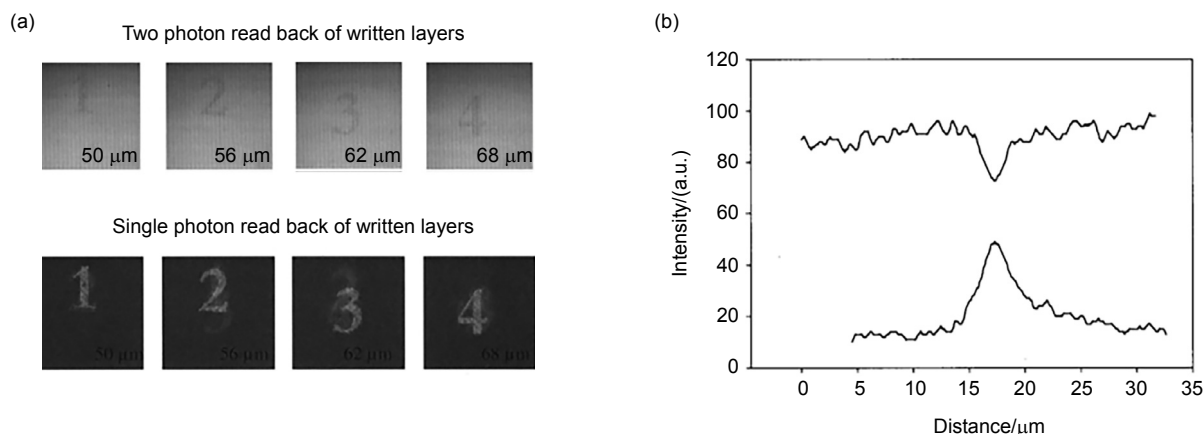 (a)
Two photon read back of written layers
1 2 3 4
50 μm 56 μm 62 μm 68 μm
Single photon read back of written layers
1 2 3 4
50 μm 56 μm 62 μm 68 μm
(b)
120
100
80
60
40
20
0
Intensity/(a.u.)
0 5 10 15 20 25 30 35
Distance/μm